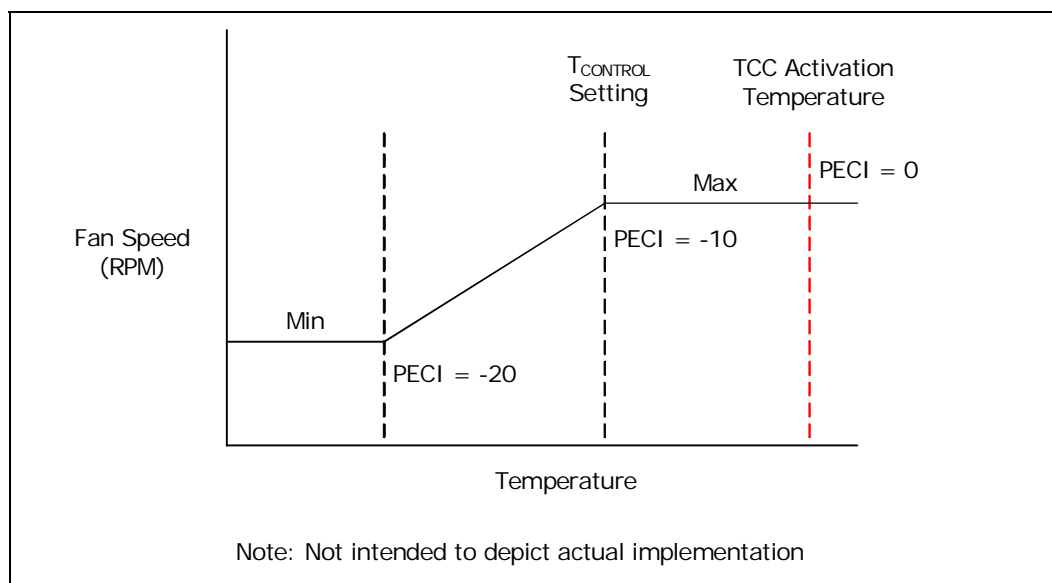 T_CONTROL
Setting
TCC Activation
Temperature
PECI = 0
Max
Fan Speed
(RPM)
PECI = -10
Min
PECI = -20
Temperature
Note: Not intended to depict actual implementation